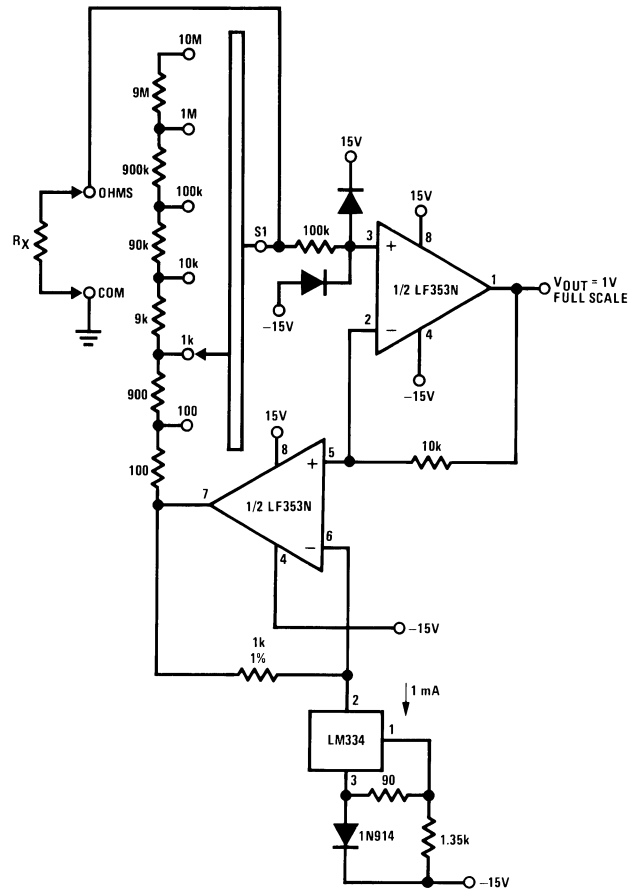 10M
9M
1M
900k
100k
90k
10k
9k
1k
900
100
100
OHMS
RX
COM
S1
100k
15V
-15V
15V
3
+
8
1/2 LF353N
1
2
−
4
-15V
VOUT = 1V
FULL SCALE
10k
15V
8
+
5
7
1/2 LF353N
−
6
4
-15V
1k
1%
1 mA
2
LM334
1
3
90
1N914
1.35k
-15V